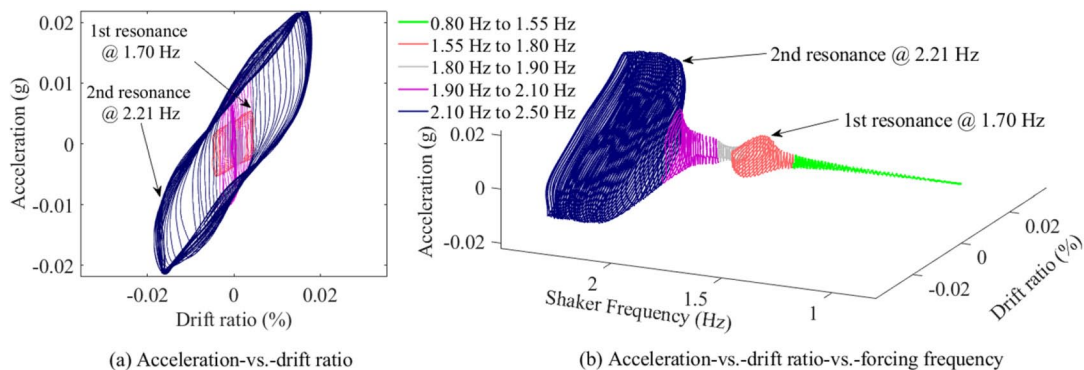 0.02
0.01
0
-0.01
-0.02
Acceleration (g)
1st resonance
@ 1.70 Hz
2nd resonance
@ 2.21 Hz
-0.02
0
0.02
Drift ratio (%)
(a) Acceleration-vs.-drift ratio
0.80 Hz to 1.55 Hz
1.55 Hz to 1.80 Hz
1.80 Hz to 1.90 Hz
1.90 Hz to 2.10 Hz
2.10 Hz to 2.50 Hz
2nd resonance @ 2.21 Hz
1st resonance @ 1.70 Hz
0.02
0
-0.02
Acceleration (g)
2
1.5
1
Shaker Frequency (Hz)
0.02
0
-0.02
Drift ratio (%)
(b) Acceleration-vs.-drift ratio-vs.-forcing frequency